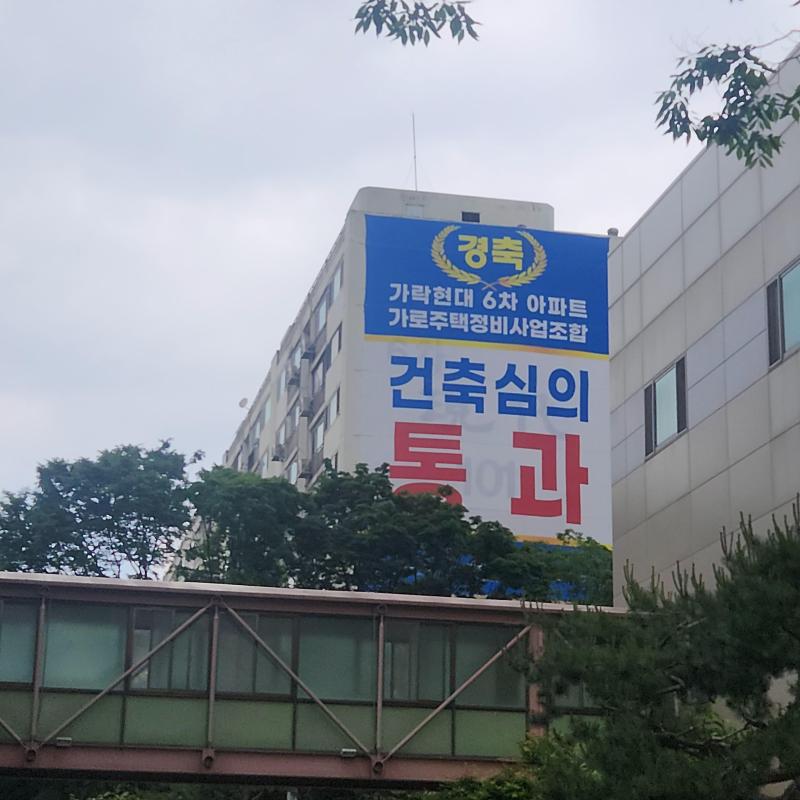 경축
가락현대 6차 아파트
가로주택정비사업조합
건축심의
통과